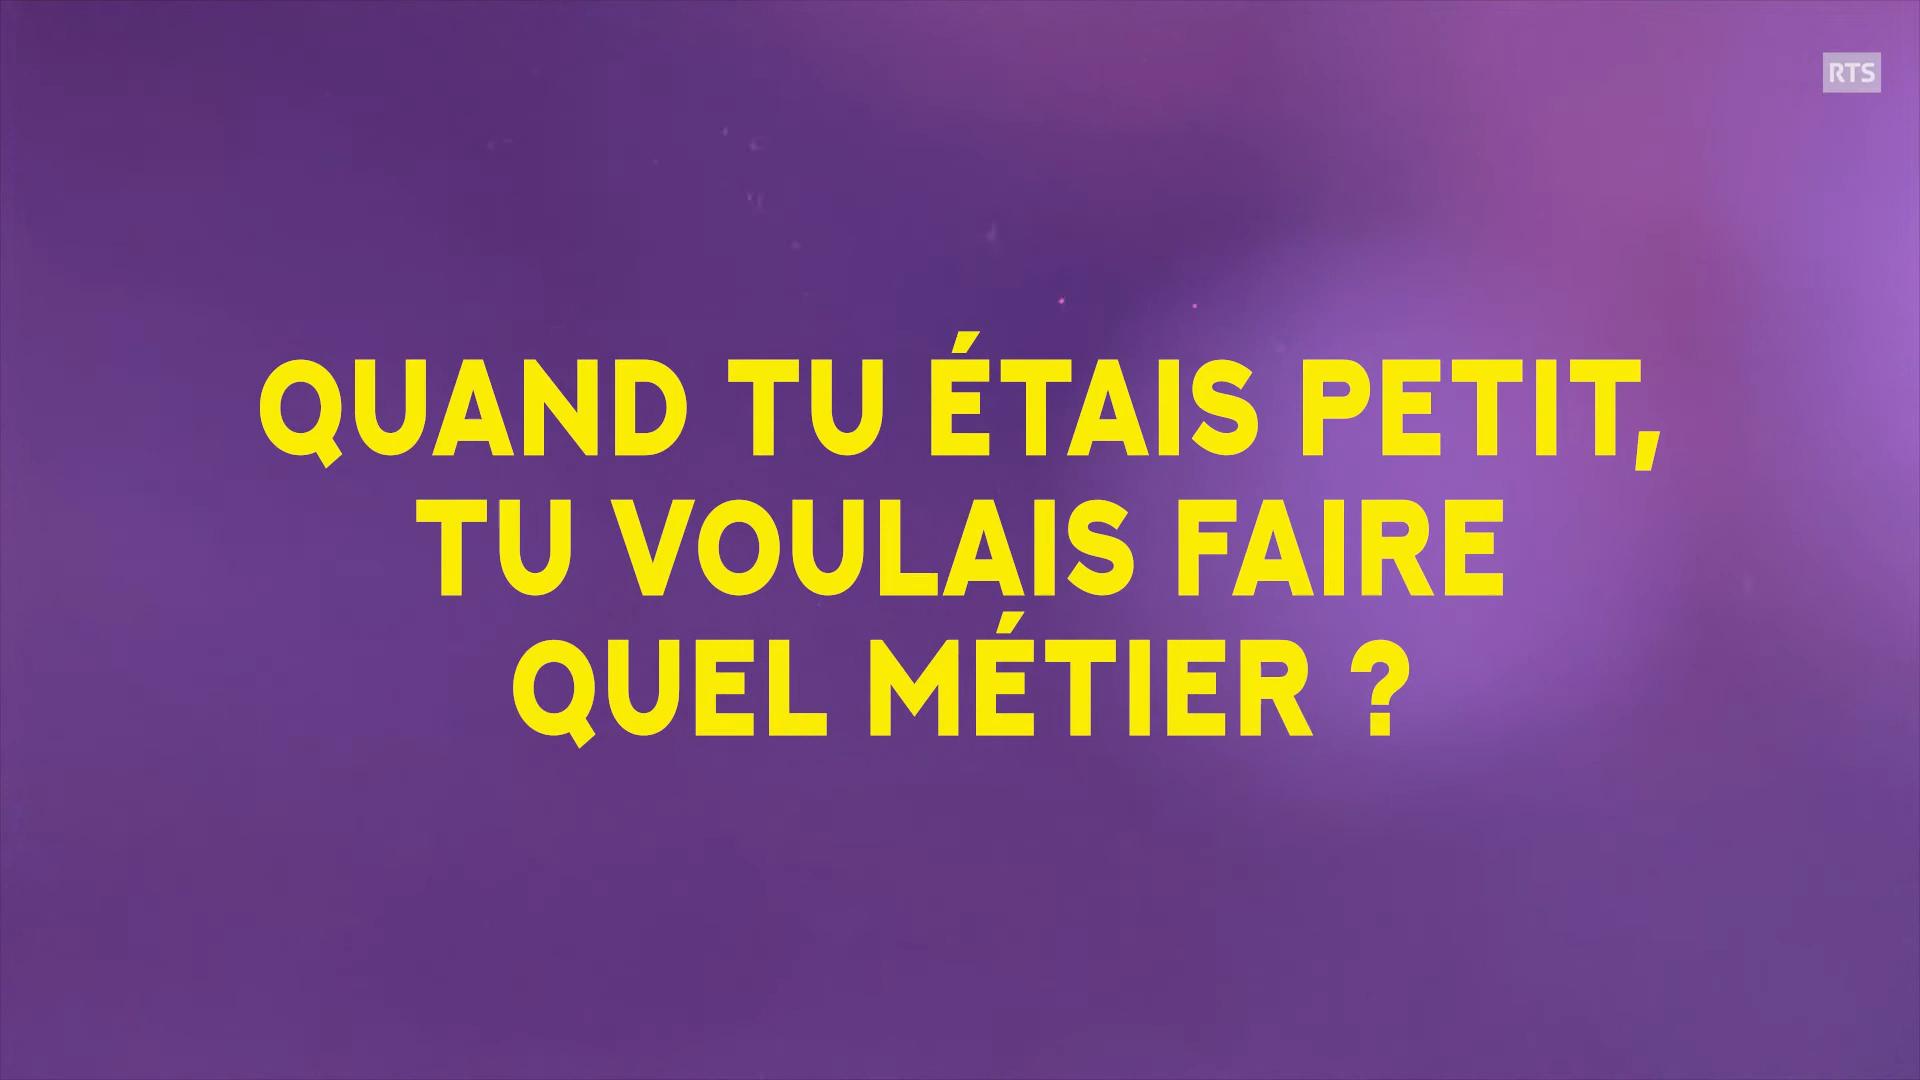 RTS
QUAND TU ÉTAIS PETIT,
TU VOULAIS FAIRE
QUEL MÉTIER ?